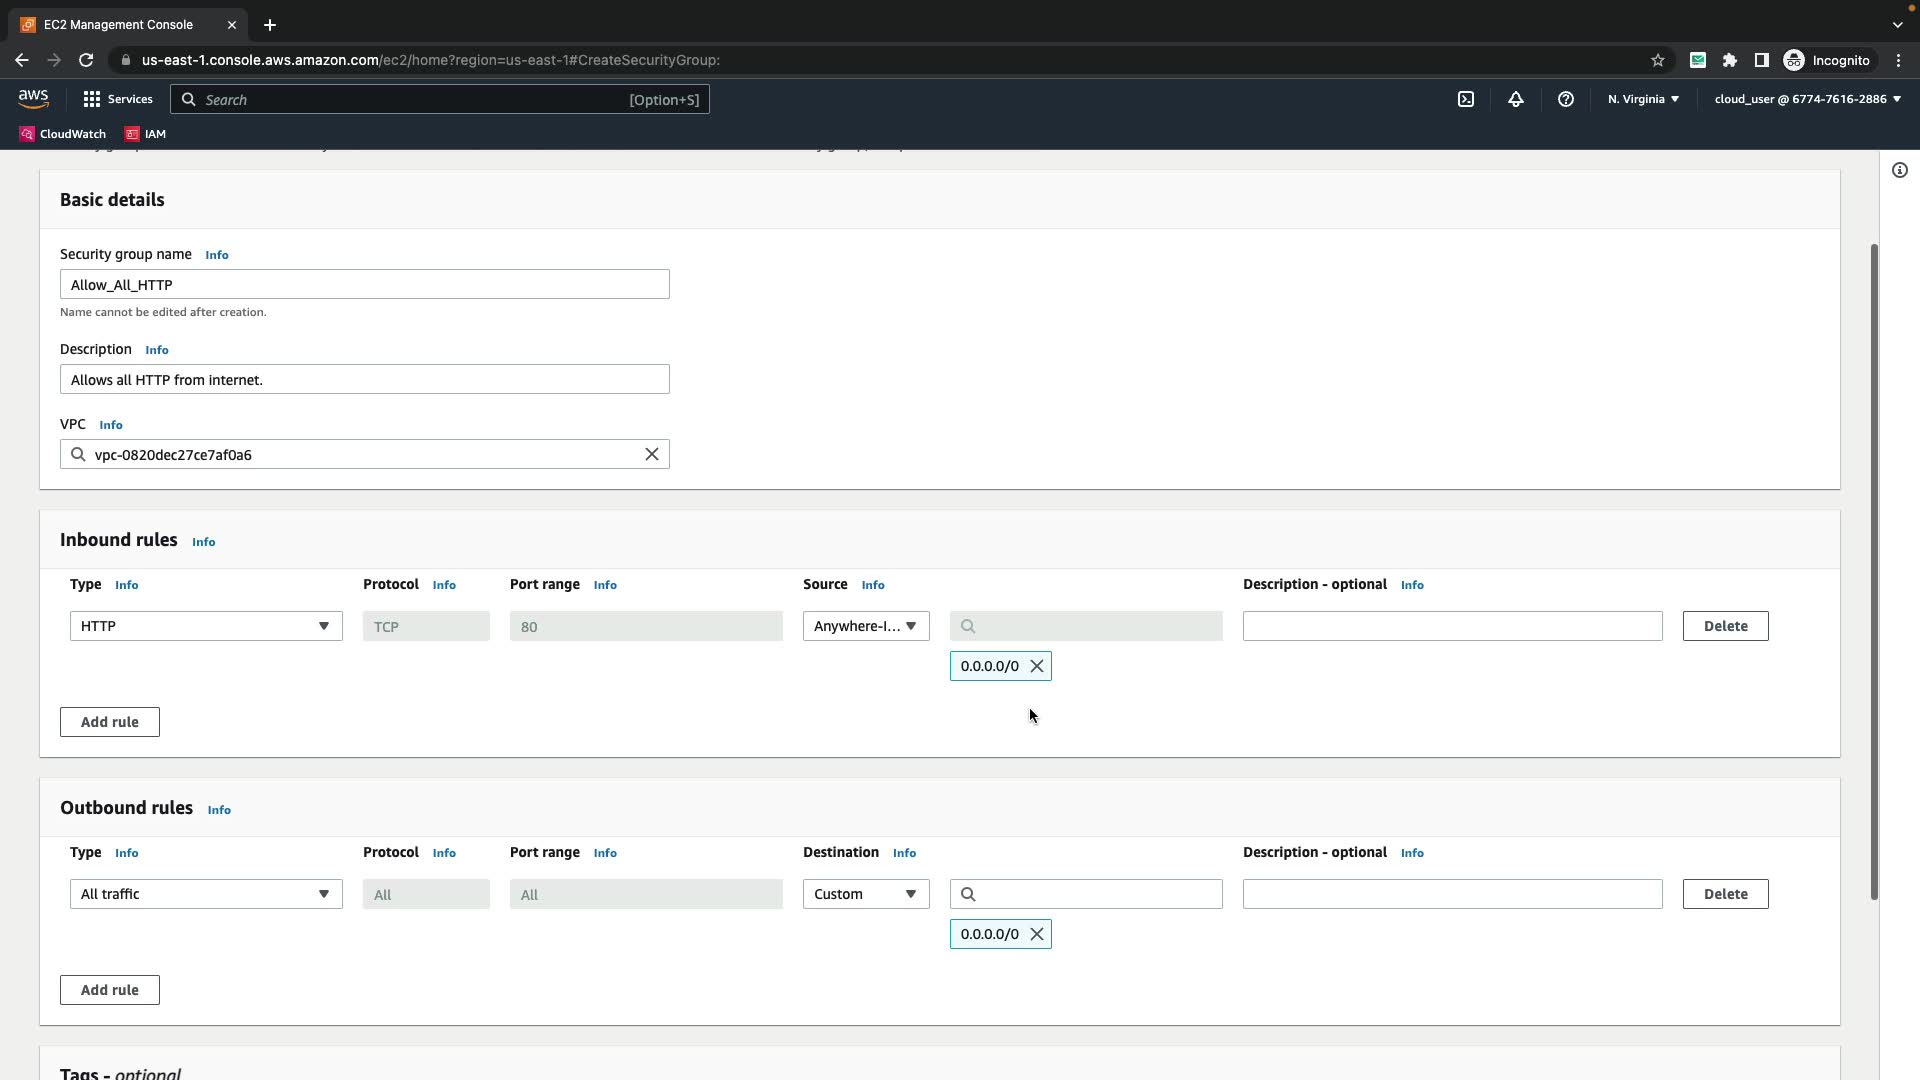 EC2 Management Console
us-east-1.console.aws.amazon.com/ec2/home?region=us-east-1#CreateSecurityGroup:
Incognito
aws
Services
Search
[Option+S]
N. Virginia
cloud_user @ 6774-7616-2886
CloudWatch
IAM
Basic details
Security group name Info
Allow_All_HTTP
Name cannot be edited after creation.
Description Info
Allows all HTTP from internet.
VPC Info
vpc-0820dec27ce7af0a6
Inbound rules Info
Type Info Protocol Info Port range Info Source Info Description - optional Info
HTTP TCP 80 Anywhere-I... Delete
0.0.0.0/0
Add rule
Outbound rules Info
Type Info Protocol Info Port range Info Destination Info Description - optional Info
All traffic All All Custom Delete
0.0.0.0/0
Add rule
Tags - optional